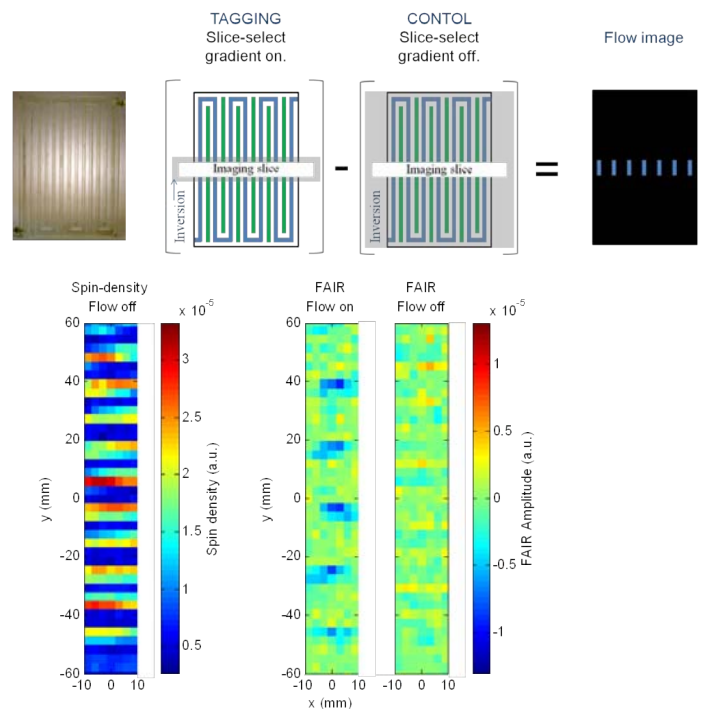 TAGGING
Slice-select
gradient on.
CONTOL
Slice-select
gradient off.
Flow image
Imaging slice
Inversion
-
Imaging slice
Inversion
=
Spin-density
Flow off
x 10^-5
60
40
20
0
-20
-40
-60
y (mm)
-10 0 10
3
2.5
2
1.5
1
0.5
Spin density (a.u.)
FAIR
Flow on
FAIR
Flow off
x 10^-5
60
40
20
0
-20
-40
-60
y (mm)
-10 0 10
-10 0 10
x (mm)
1
0.5
0
-0.5
-1
FAIR Amplitude (a.u.)